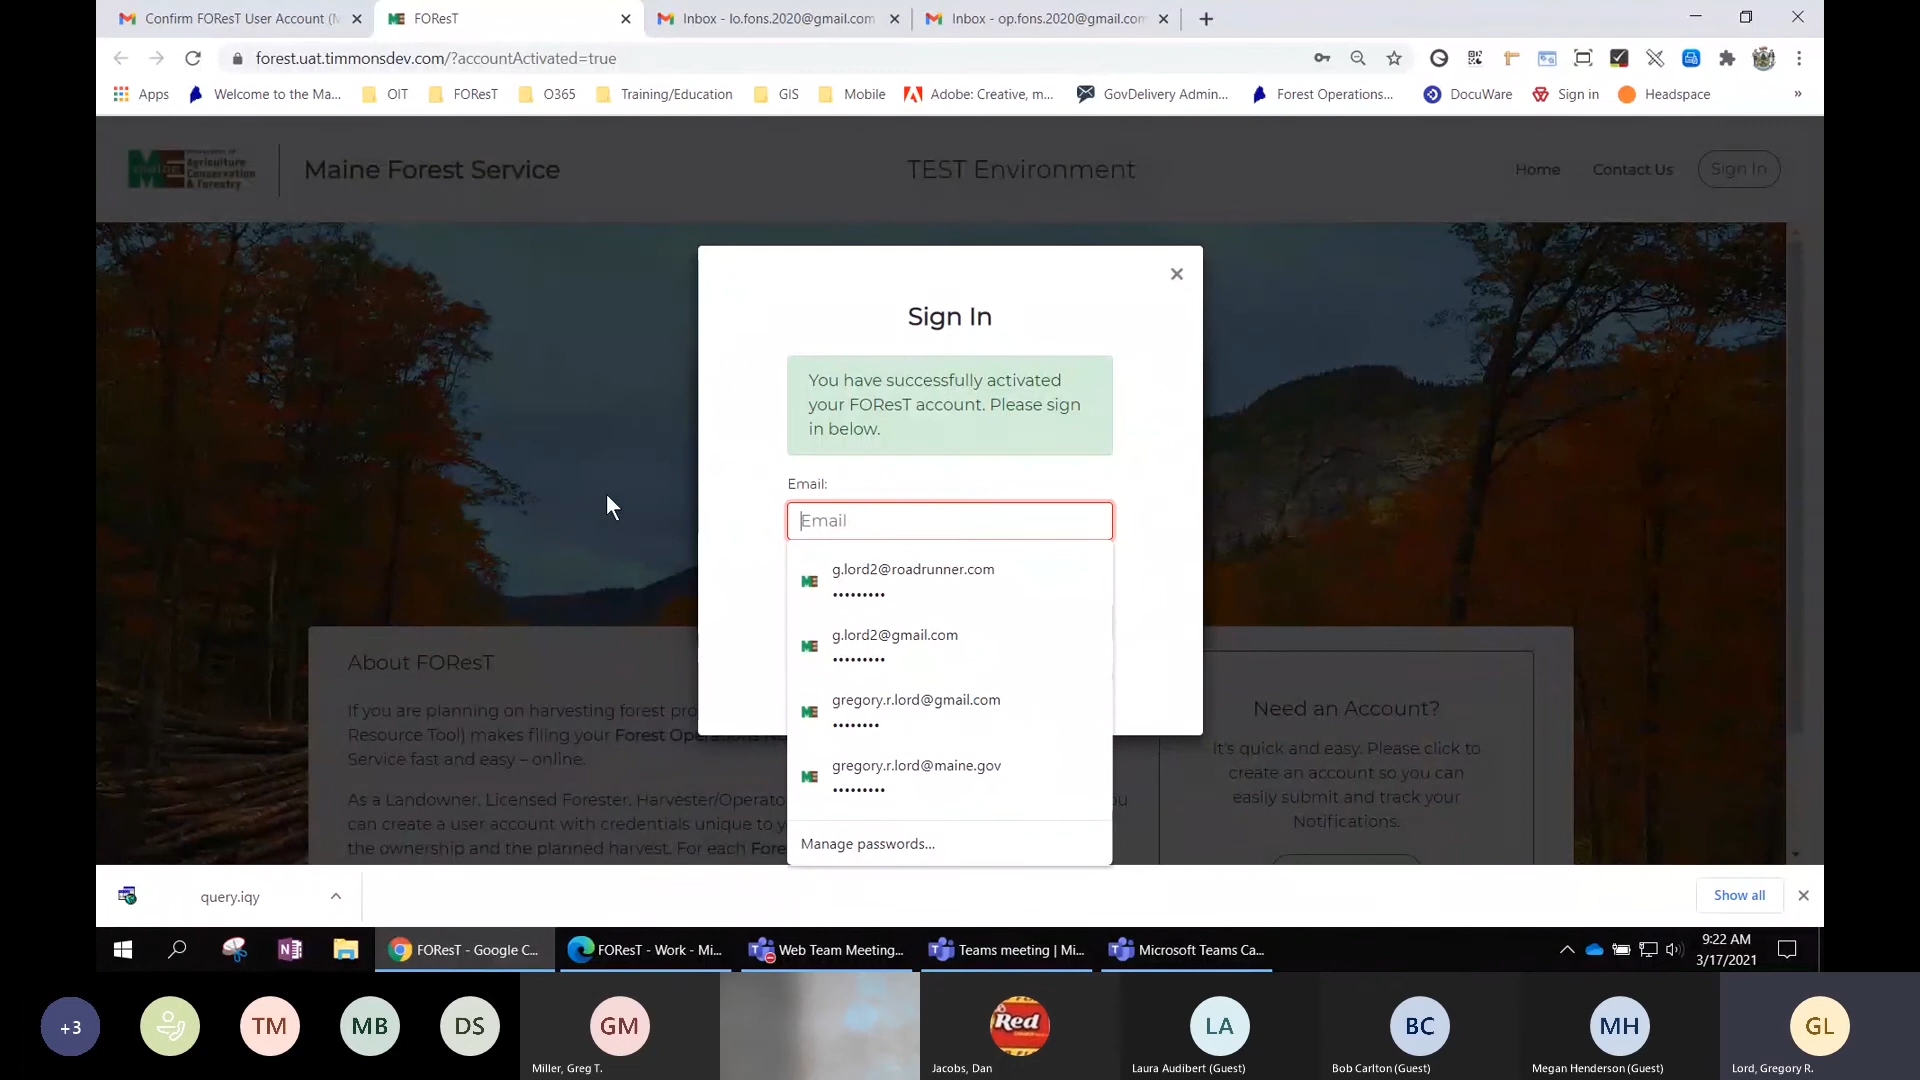 Confirm FOResT User Account (M
FOResT
Inbox - lo.fons.2020@gmail.com
Inbox - op.fons.2020@gmail.com
forest.uat.timmonsdev.com/?accountActivated=true
Apps
Welcome to the Ma...
OIT
FOResT
O365
Training/Education
GIS
Mobile
Adobe: Creative, m...
GovDelivery Admin...
Forest Operations...
DocuWare
Sign in
Headspace
»
Agriculture
Conservation
& Forestry
Maine Forest Service
TEST Environment
Home
Contact Us
Sign In
Sign In
You have successfully activated
your FOResT account. Please sign
in below.
Email:
Email
g.lord2@roadrunner.com
•••••••••
g.lord2@gmail.com
•••••••••
gregory.r.lord@gmail.com
••••••••
gregory.r.lord@maine.gov
•••••••••
Manage passwords...
About FOResT
If you are planning on harvesting forest pro
Resource Tool) makes filing your Forest Operations No
Service fast and easy – online.
As a Landowner, Licensed Forester, Harvester/Operato
can create a user account with credentials unique to y
the ownership and the planned harvest. For each Fore
Need an Account?
It's quick and easy. Please click to
create an account so you can
easily submit and track your
Notifications.
query.iqy
Show all
FOResT - Google C...
FOResT - Work - Mi...
Web Team Meeting...
Teams meeting | Mi...
Microsoft Teams Ca...
9:22 AM
3/17/2021
+3
TM
MB
DS
GM
Miller, Greg T.
Red
Jacobs, Dan
LA
Laura Audibert (Guest)
BC
Bob Carlton (Guest)
MH
Megan Henderson (Guest)
GL
Lord, Gregory R.